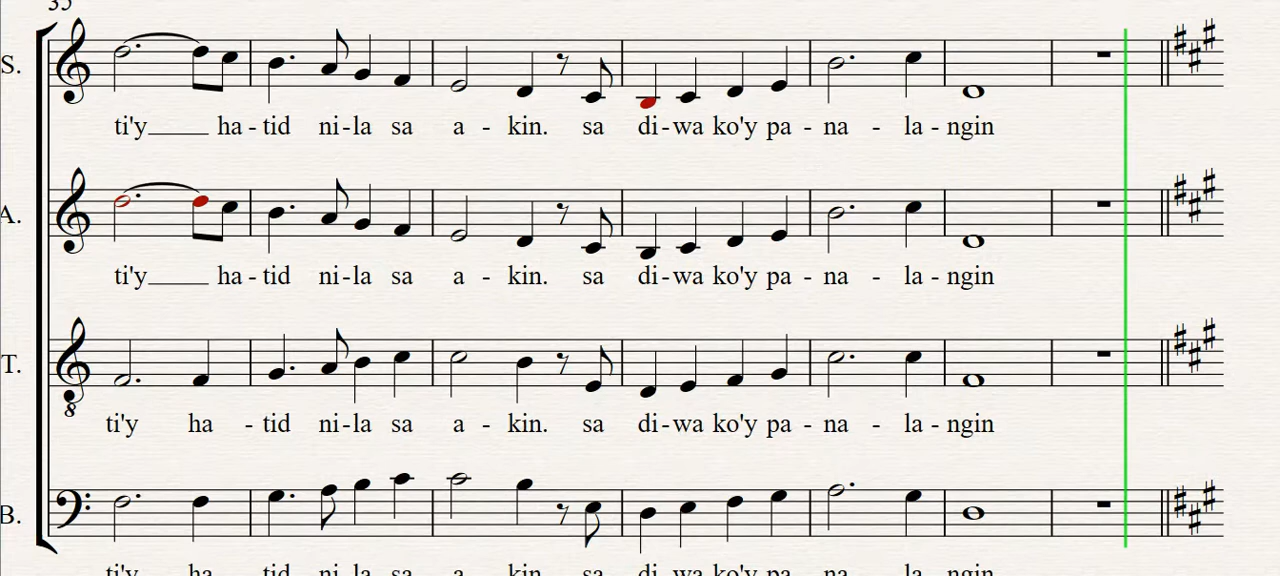 35
S.
ti'y ha - tid ni - la sa a - kin. sa di - wa ko'y pa - na - la - ngin
A.
ti'y ha - tid ni - la sa a - kin. sa di - wa ko'y pa - na - la - ngin
T.
8
ti'y ha - tid ni - la sa a - kin. sa di - wa ko'y pa - na - la - ngin
B.
ti'y ha tid ni la sa a kin. sa di wa ko'y pa na la ngin